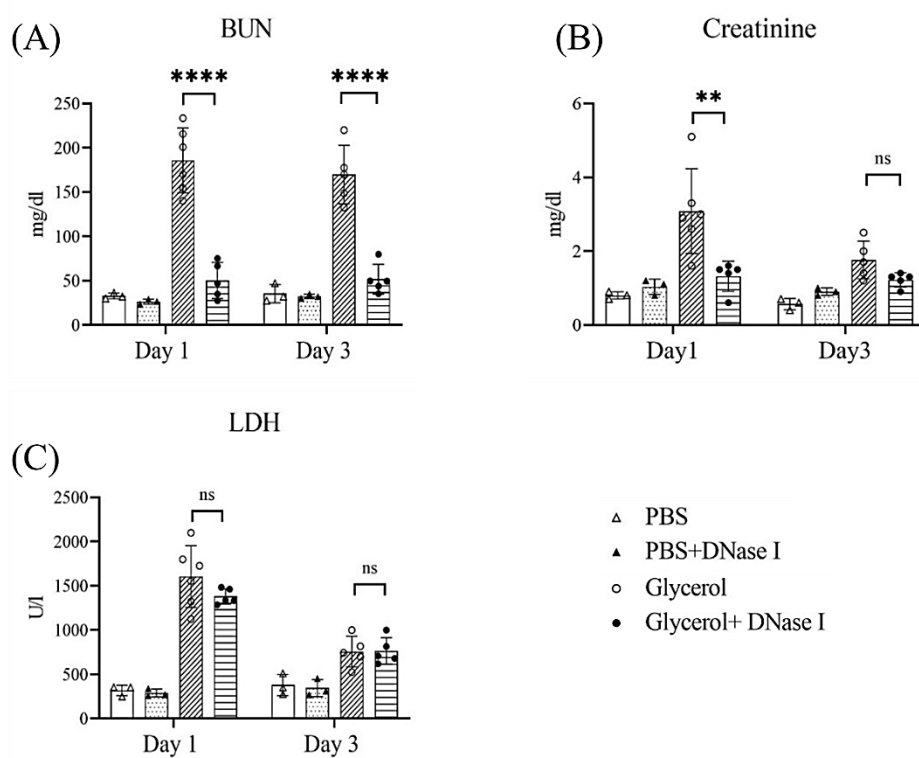 (A)
BUN
****
****
250
200
150
100
50
0
mg/dl
Day 1
Day 3
(B)
Creatinine
**
ns
6
4
2
0
mg/dl
Day1
Day3
(C)
LDH
ns
ns
2500
2000
1500
1000
500
0
U/l
Day 1
Day 3
PBS
PBS+DNase I
Glycerol
Glycerol+ DNase I